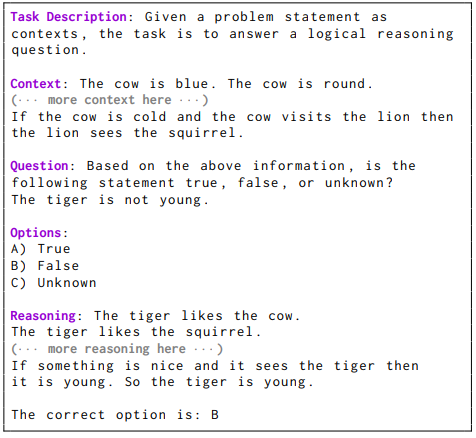 Task Description: Given a problem statement as
contexts, the task is to answer a logical reasoning
question.
Context: The cow is blue. The cow is round.
(··· more context here ···)
If the cow is cold and the cow visits the lion then
the lion sees the squirrel.
Question: Based on the above information, is the
following statement true, false, or unknown?
The tiger is not young.
Options:
A) True
B) False
C) Unknown
Reasoning: The tiger likes the cow.
The tiger likes the squirrel.
(··· more reasoning here ···)
If something is nice and it sees the tiger then
it is young. So the tiger is young.
The correct option is: B